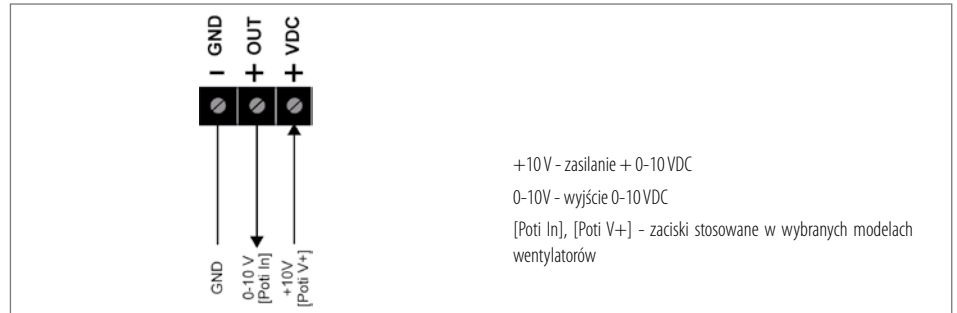 GND
OUT
VDC
− + +
GND
0-10 V
[Poti In]
+10V
[Poti V+]
+10 V - zasilanie + 0-10 VDC
0-10V - wyjście 0-10 VDC
[Poti In], [Poti V+] - zaciski stosowane w wybranych modelach
wentylatorów